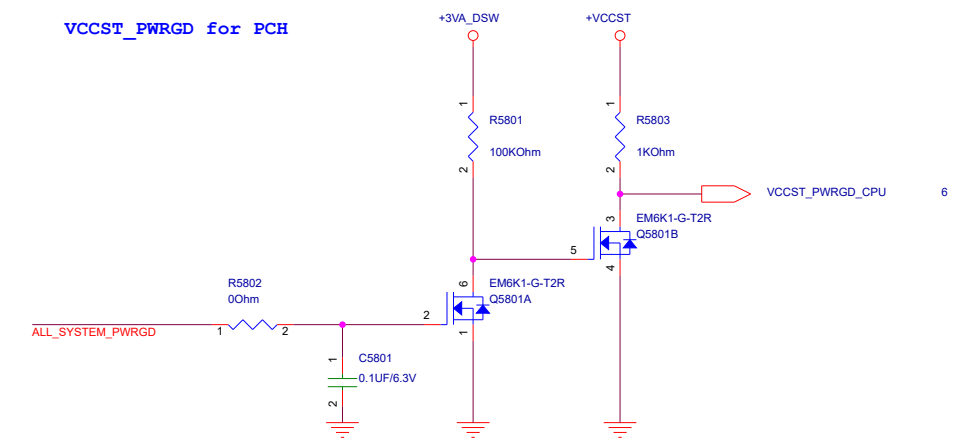 VCCST_PWRGD for PCH
+3VA_DSW
+VCCST
1
R5801
100KOhm
2
1
R5803
1KOhm
2
VCCST_PWRGD_CPU 6
3
EM6K1-G-T2R
Q5801B
5
4
6
EM6K1-G-T2R
Q5801A
2
1
R5802
0Ohm
ALL_SYSTEM_PWRGD
1
2
1
C5801
0.1UF/6.3V
2